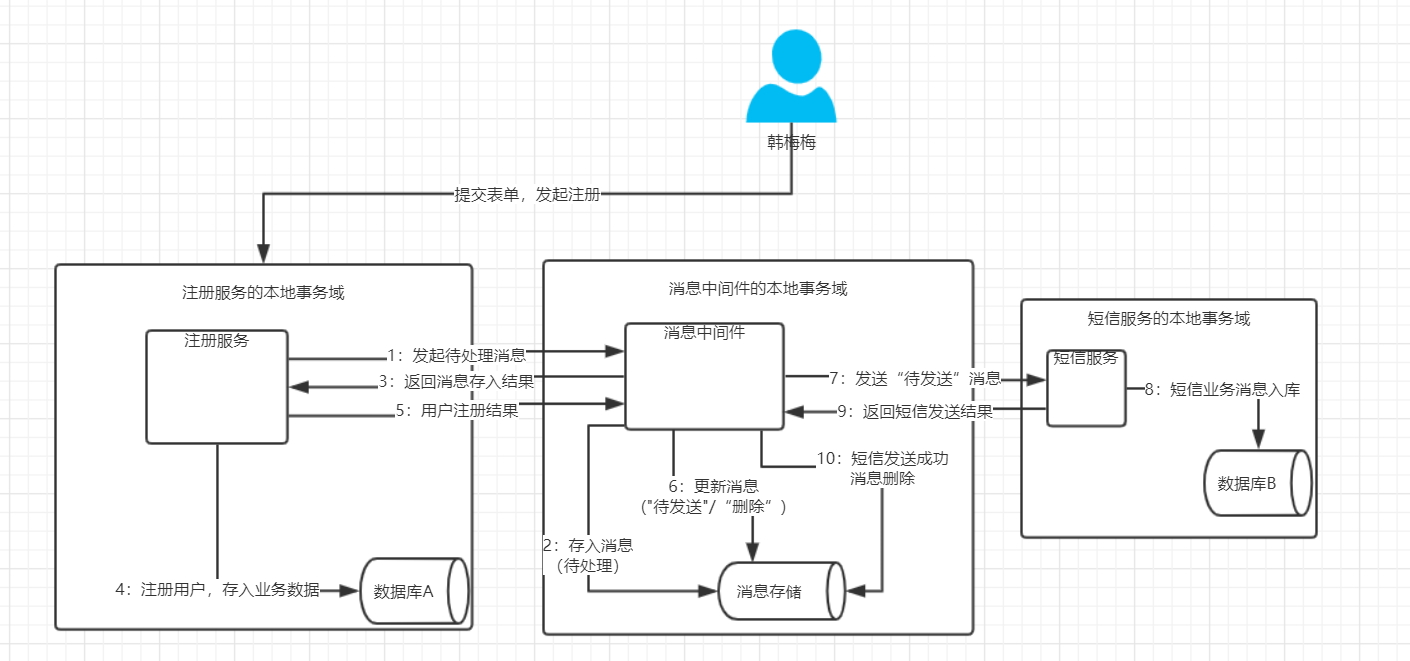 韩梅梅
提交表单，发起注册
注册服务的本地事务域
注册服务
1：发起待处理消息
3：返回消息存入结果
5：用户注册结果
4：注册用户，存入业务数据
数据库A
消息中间件的本地事务域
消息中间件
7：发送“待发送”消息
9：返回短信发送结果
10：短信发送成功
消息删除
6：更新消息
("待发送"/“删除”)
2：存入消息
（待处理）
消息存储
短信服务的本地事务域
短信服务
8：短信业务消息入库
数据库B